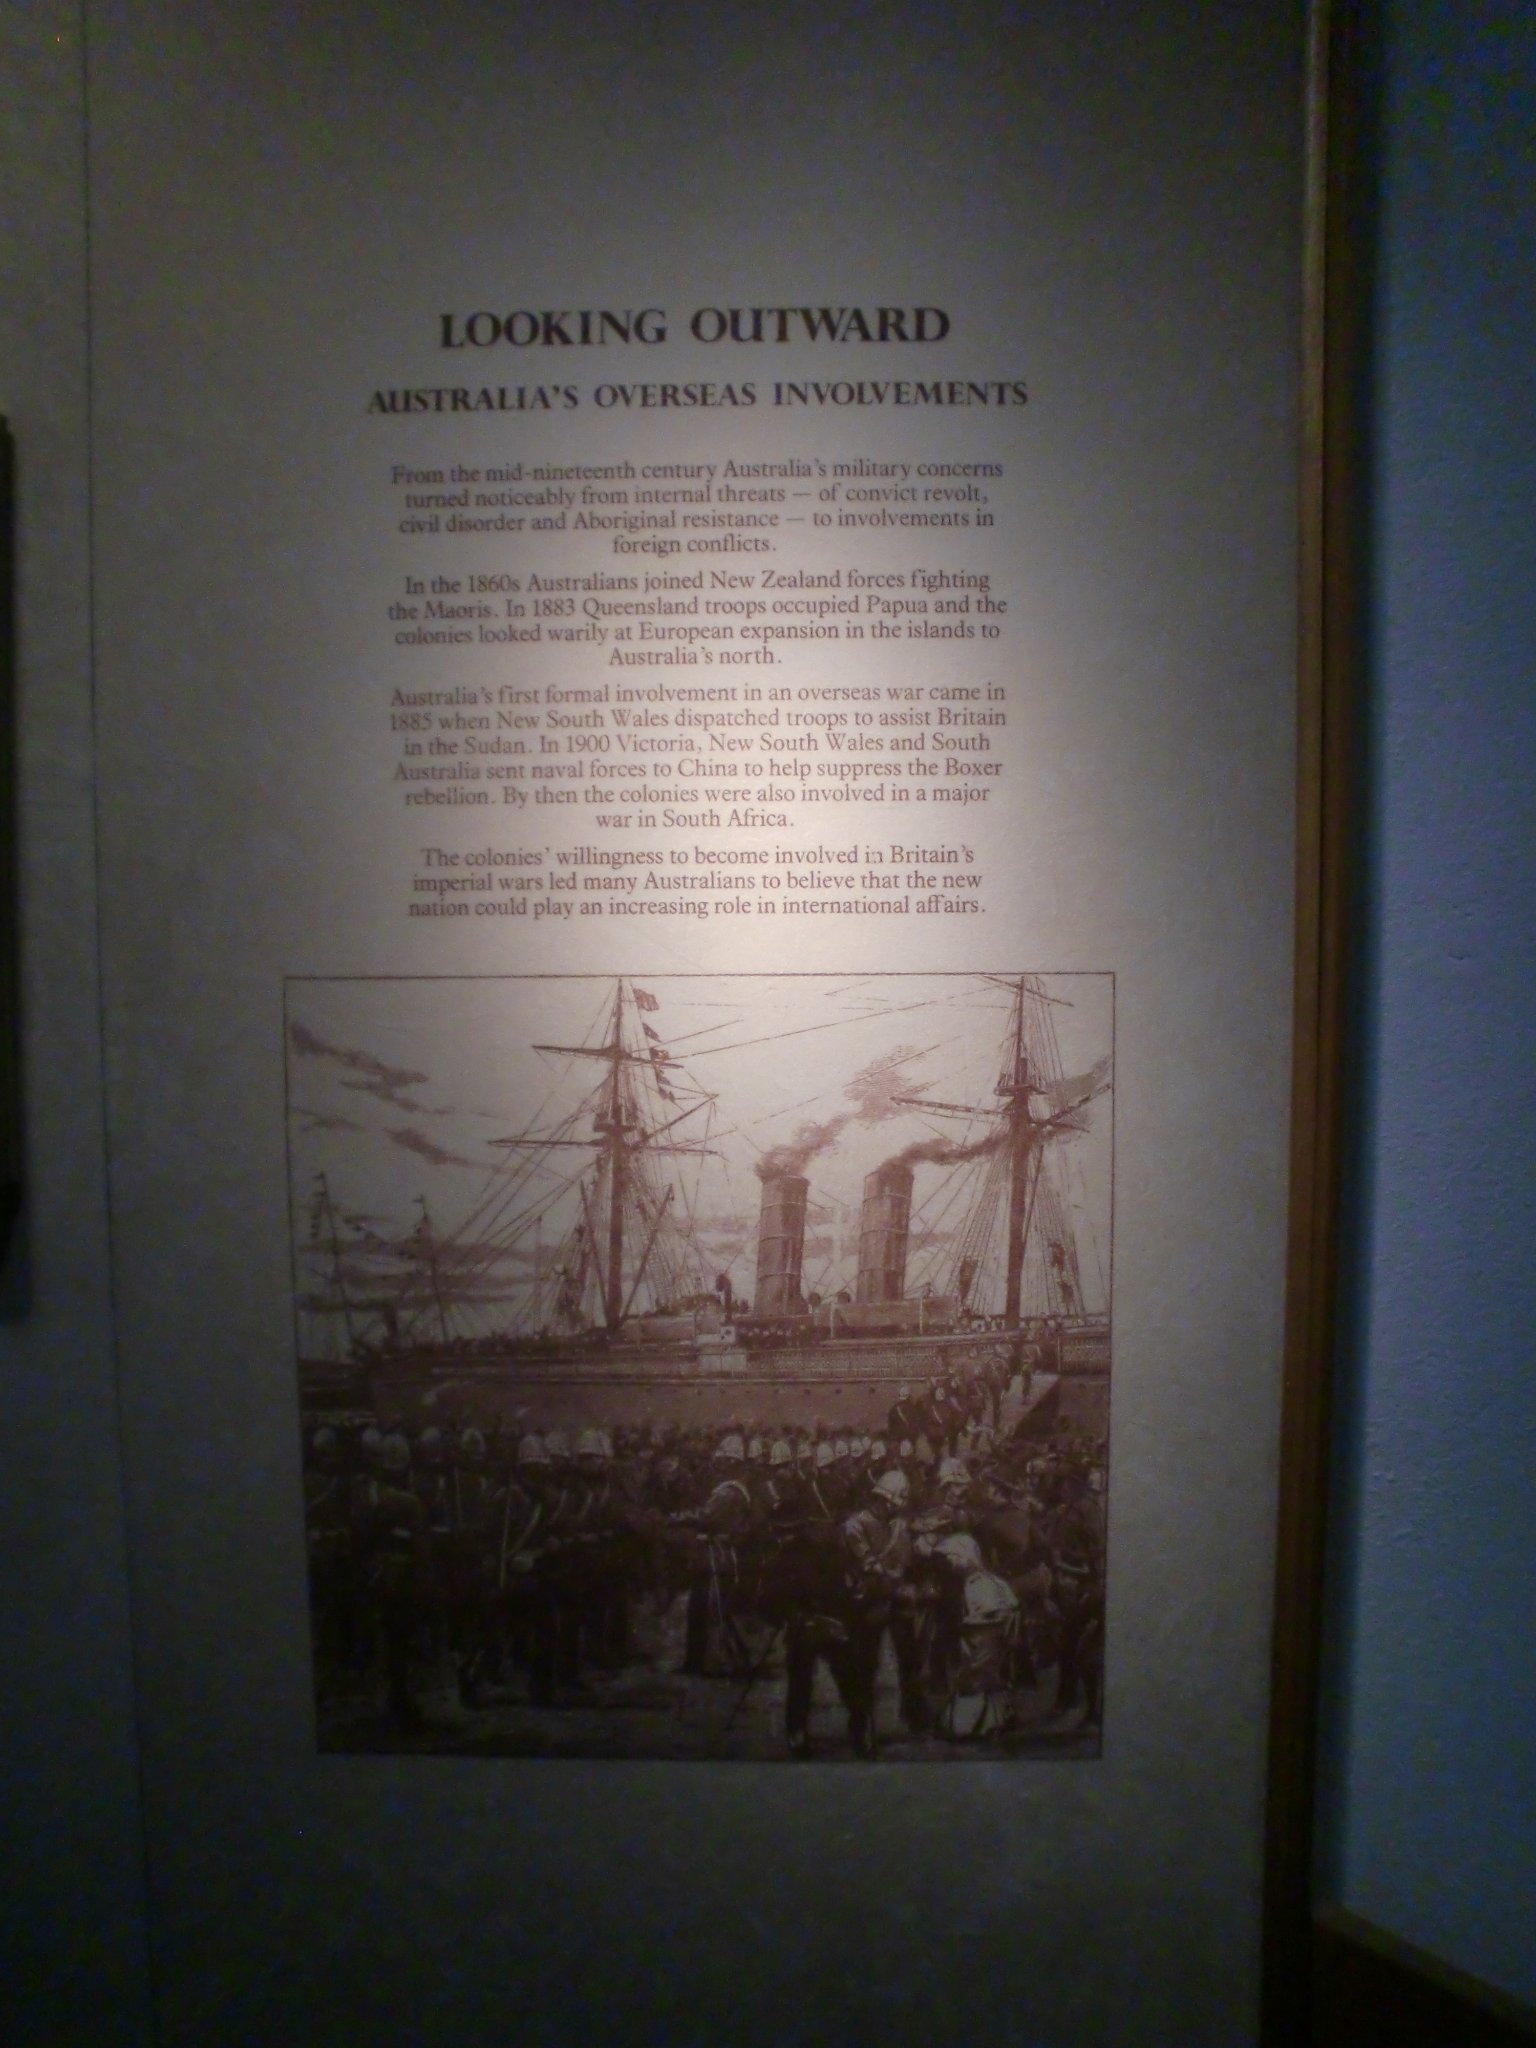 LOOKING OUTWARD
AUSTRALIA'S OVERSEAS INVOLVEMENTS
From the mid-nineteenth century Australia's military concerns
turned noticeably from internal threats — of convict revolt,
civil disorder and Aboriginal resistance — to involvements in
foreign conflicts.
In the 1860s Australians joined New Zealand forces fighting
the Maoris. In 1883 Queensland troops occupied Papua and the
colonies looked warily at European expansion in the islands to
Australia's north.
Australia's first formal involvement in an overseas war came in
1885 when New South Wales dispatched troops to assist Britain
in the Sudan. In 1900 Victoria, New South Wales and South
Australia sent naval forces to China to help suppress the Boxer
rebellion. By then the colonies were also involved in a major
war in South Africa.
The colonies' willingness to become involved in Britain's
imperial wars led many Australians to believe that the new
nation could play an increasing role in international affairs.